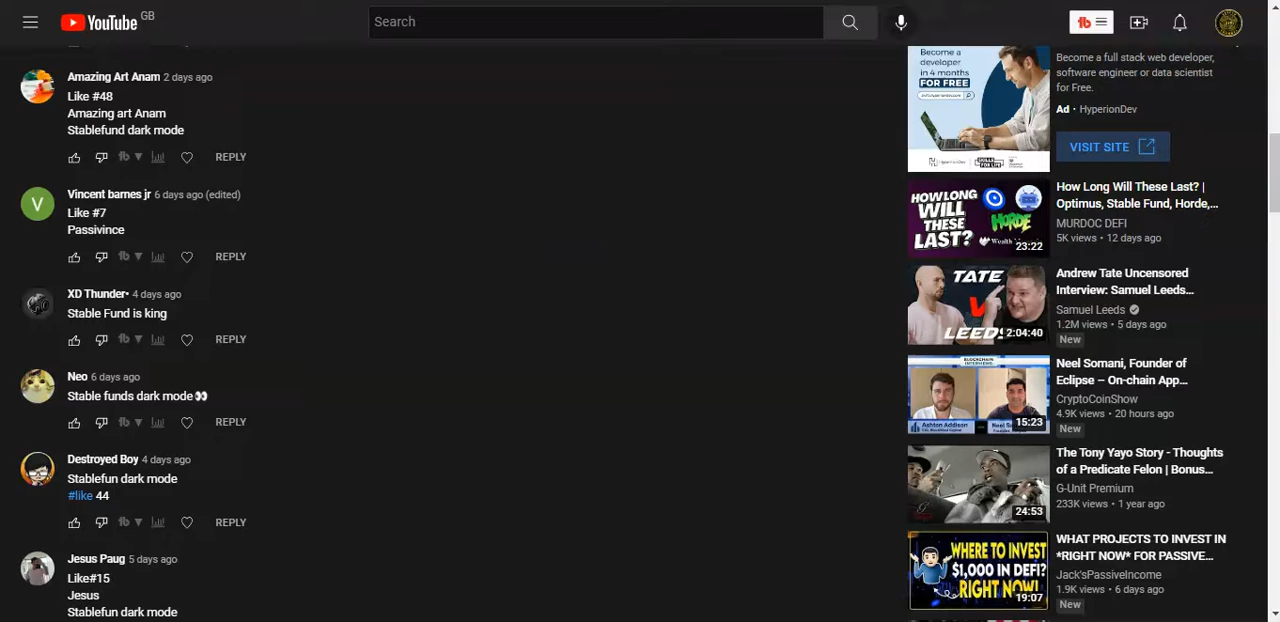 YouTube GB
Search
Amazing Art Anam 2 days ago
Like #48
Amazing art Anam
Stablefund dark mode
REPLY
Vincent barnes jr 6 days ago (edited)
Like #7
Passivince
REPLY
XD Thunder• 4 days ago
Stable Fund is king
REPLY
Neo 6 days ago
Stable funds dark mode👀
REPLY
Destroyed Boy 4 days ago
Stablefun dark mode
#like 44
REPLY
Jesus Paug 5 days ago
Like#15
Jesus
Stablefun dark mode
Become a
developer
in 4 months
FOR FREE
Become a full stack web developer,
software engineer or data scientist
for Free.
Ad • HyperionDev
VISIT SITE
HOW LONG
WILL
THESE
LAST?
HORDE
23:22
How Long Will These Last? |
Optimus, Stable Fund, Horde,...
MURDOC DEFI
5K views • 12 days ago
TATE
V
LEEDS
2:04:40
Andrew Tate Uncensored
Interview: Samuel Leeds...
Samuel Leeds
1.2M views • 5 days ago
New
BLOCKCHAIN
INTERVIEWS
Ashton Addison
15:23
Neel Somani, Founder of
Eclipse – On-chain App...
CryptoCoinShow
4.9K views • 20 hours ago
New
24:53
The Tony Yayo Story - Thoughts
of a Predicate Felon | Bonus...
G-Unit Premium
233K views • 1 year ago
WHERE TO INVEST
$1,000 IN DEFI?
RIGHT NOW!
19:07
WHAT PROJECTS TO INVEST IN
*RIGHT NOW* FOR PASSIVE...
Jack'sPassiveIncome
1.9K views • 6 days ago
New